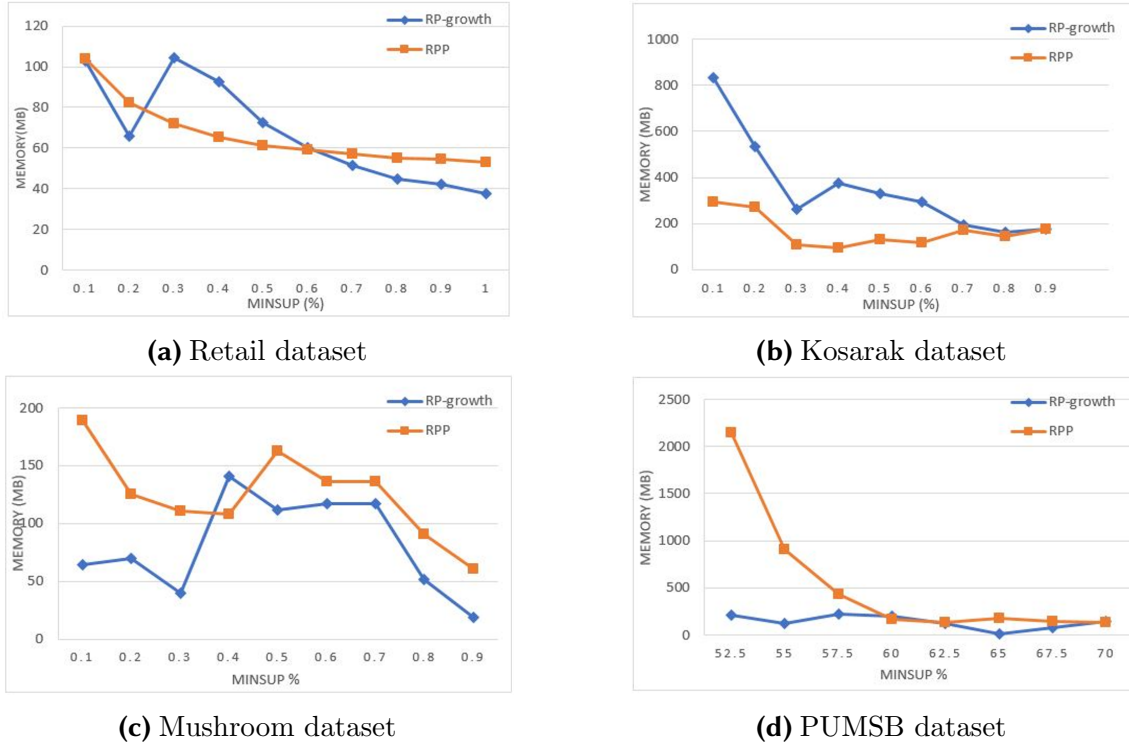 120
100
80
60
40
20
0
MEMORY(MB)
RP-growth
RPP
0.1 0.2 0.3 0.4 0.5 0.6 0.7 0.8 0.9 1
MINSUP (%)
(a) Retail dataset
1000
800
600
400
200
0
MEMORY (MB)
RP-growth
RPP
0.1 0.2 0.3 0.4 0.5 0.6 0.7 0.8 0.9
MINSUP (%)
(b) Kosarak dataset
200
150
100
50
0
MEMORY (MB)
RP-growth
RPP
0.1 0.2 0.3 0.4 0.5 0.6 0.7 0.8 0.9
MINSUP %
(c) Mushroom dataset
2500
2000
1500
1000
500
0
MEMORY (MB)
RP-growth
RPP
52.5 55 57.5 60 62.5 65 67.5 70
MINSUP %
(d) PUMSB dataset